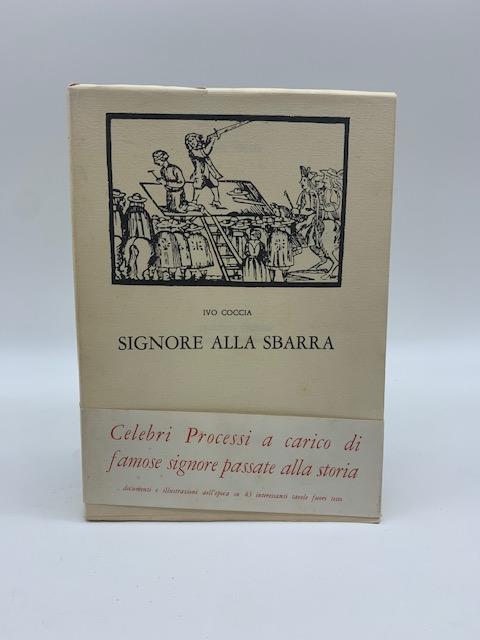 IVO COCCIA
SIGNORE ALLA SBARRA
Celebri Processi a carico di
famose signore passate alla storia
documenti e illustrazioni dell'epoca su 43 interessanti tavole fuori testo